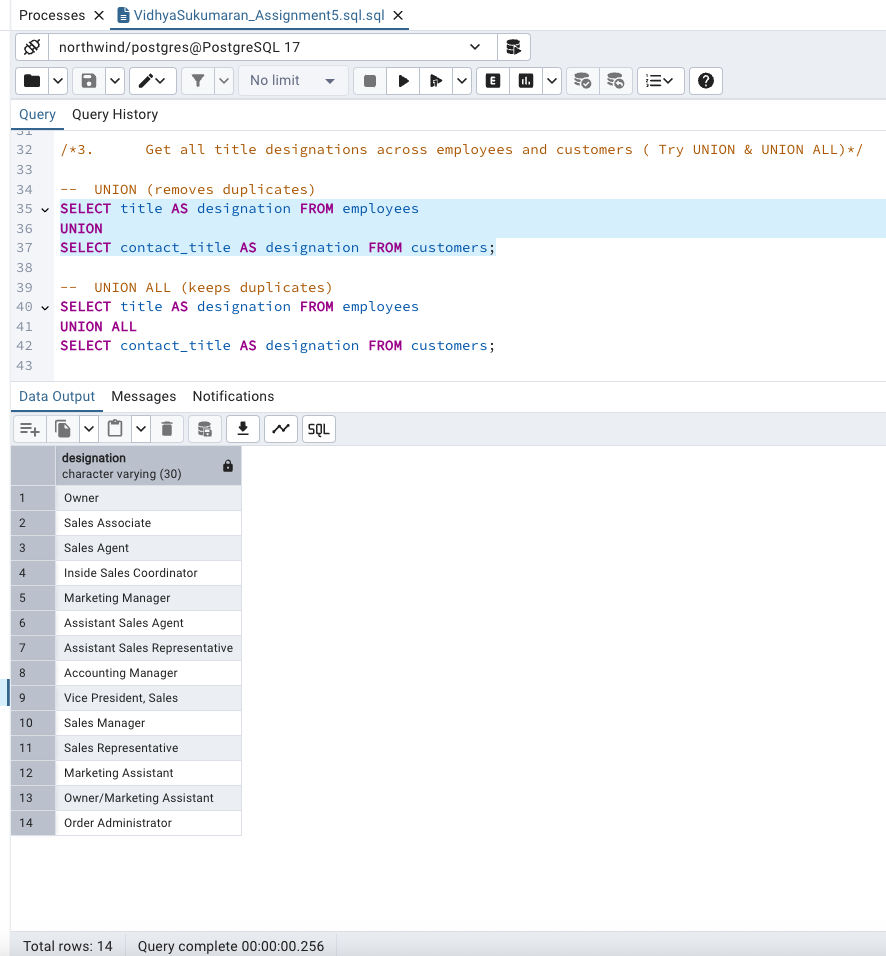 Processes
VidhyaSukumaran_Assignment5.sql.sql
northwind/postgres@PostgreSQL 17
No limit
E
Query
Query History
31
32 /*3. Get all title designations across employees and customers ( Try UNION & UNION ALL)*/
33
34 -- UNION (removes duplicates)
35 SELECT title AS designation FROM employees
36 UNION
37 SELECT contact_title AS designation FROM customers;
38
39 -- UNION ALL (keeps duplicates)
40 SELECT title AS designation FROM employees
41 UNION ALL
42 SELECT contact_title AS designation FROM customers;
43
Data Output
Messages
Notifications
SQL
designation
character varying (30)
1 Owner
2 Sales Associate
3 Sales Agent
4 Inside Sales Coordinator
5 Marketing Manager
6 Assistant Sales Agent
7 Assistant Sales Representative
8 Accounting Manager
9 Vice President, Sales
10 Sales Manager
11 Sales Representative
12 Marketing Assistant
13 Owner/Marketing Assistant
14 Order Administrator
Total rows: 14
Query complete 00:00:00.256